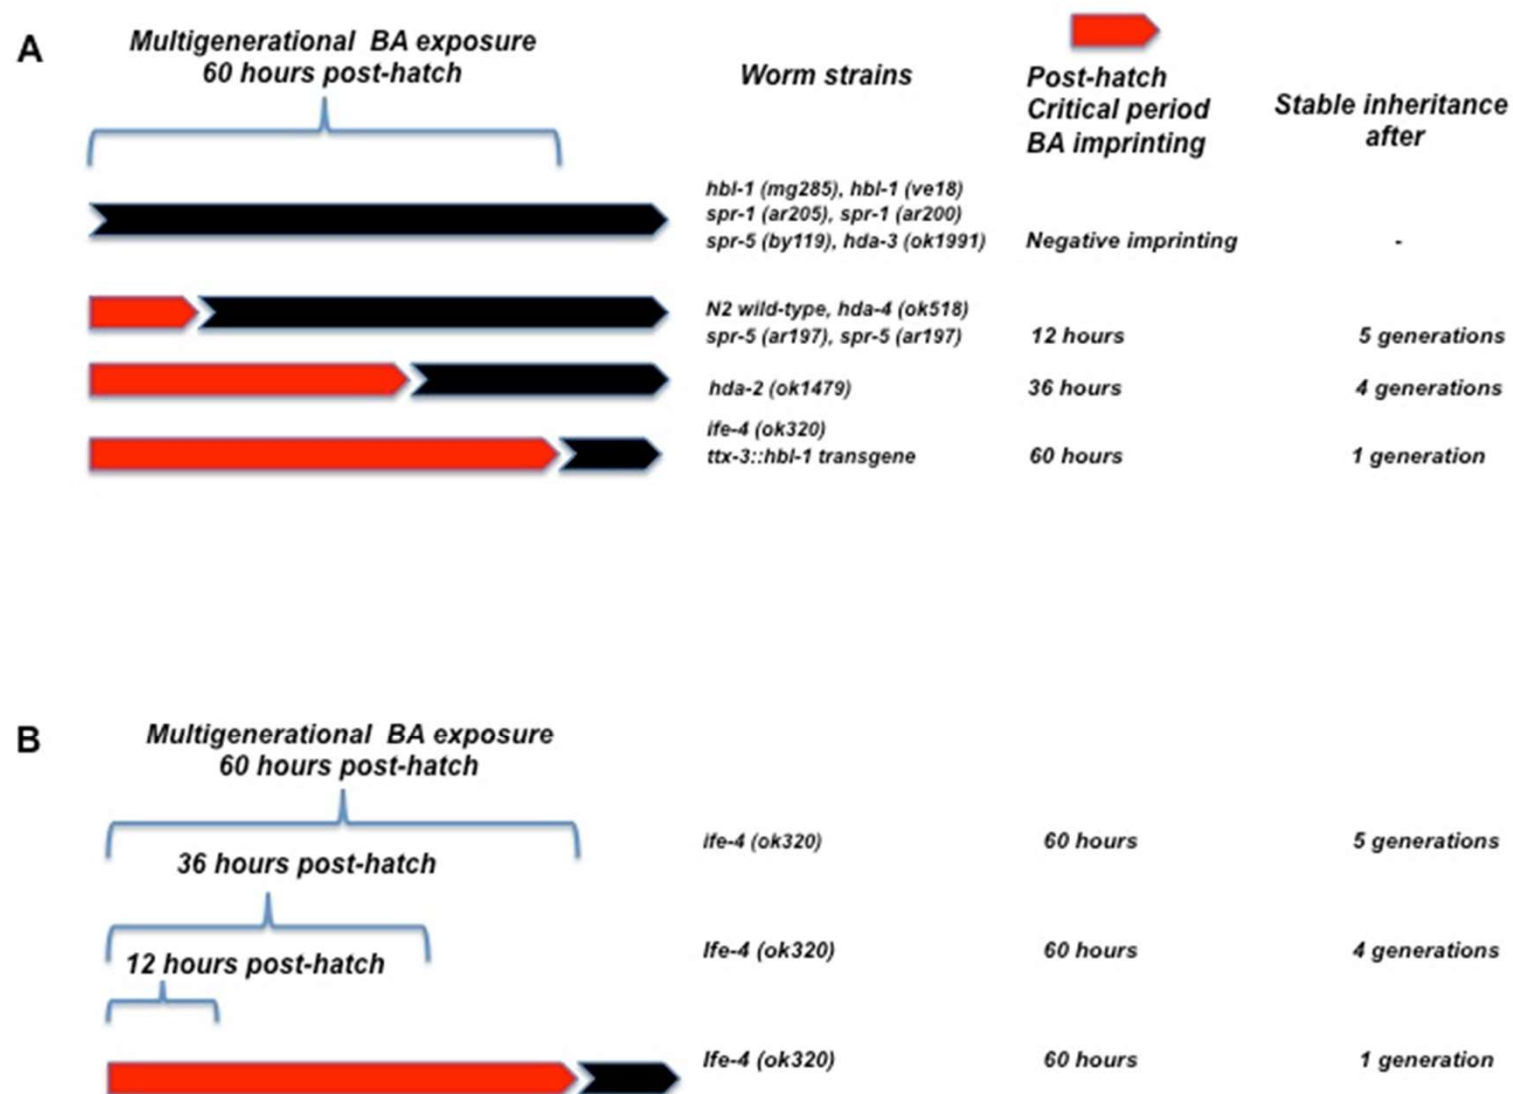 A
Multigenerational BA exposure
60 hours post-hatch
Worm strains
Post-hatch
Critical period
BA imprinting
Stable inheritance
after
hbl-1 (mg285), hbl-1 (ve18)
spr-1 (ar205), spr-1 (ar200)
spr-5 (by119), hda-3 (ok1991) Negative imprinting -
N2 wild-type, hda-4 (ok518)
spr-5 (ar197), spr-5 (ar197) 12 hours 5 generations
hda-2 (ok1479) 36 hours 4 generations
ife-4 (ok320)
ttx-3::hbl-1 transgene 60 hours 1 generation
B
Multigenerational BA exposure
60 hours post-hatch
ife-4 (ok320) 60 hours 5 generations
36 hours post-hatch
Ife-4 (ok320) 60 hours 4 generations
12 hours post-hatch
Ife-4 (ok320) 60 hours 1 generation